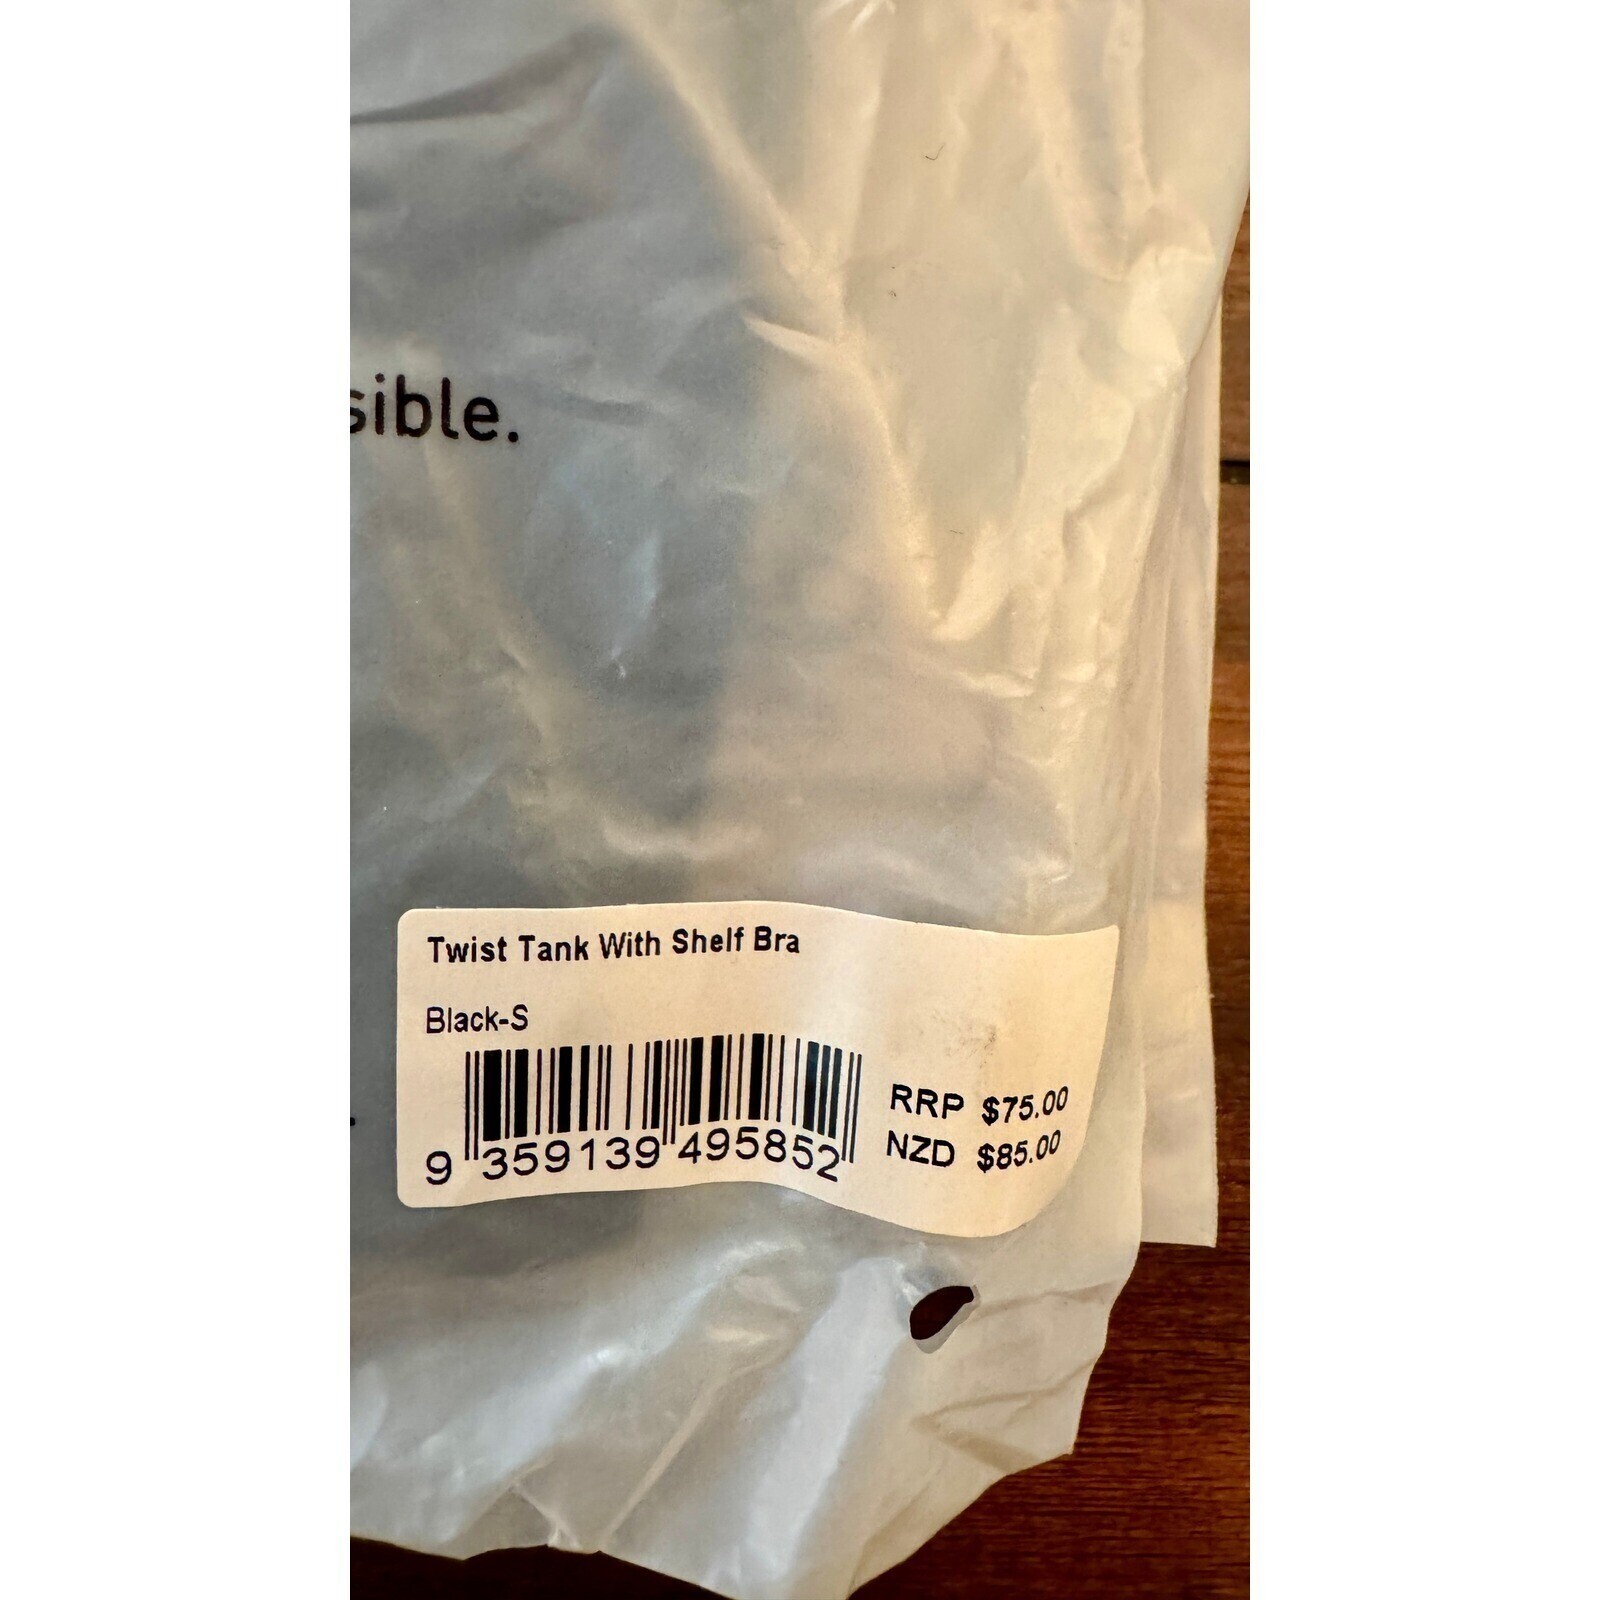 sible.
Twist Tank With Shelf Bra
Black-S
RRP $75.00
NZD $85.00
9 359139 495852